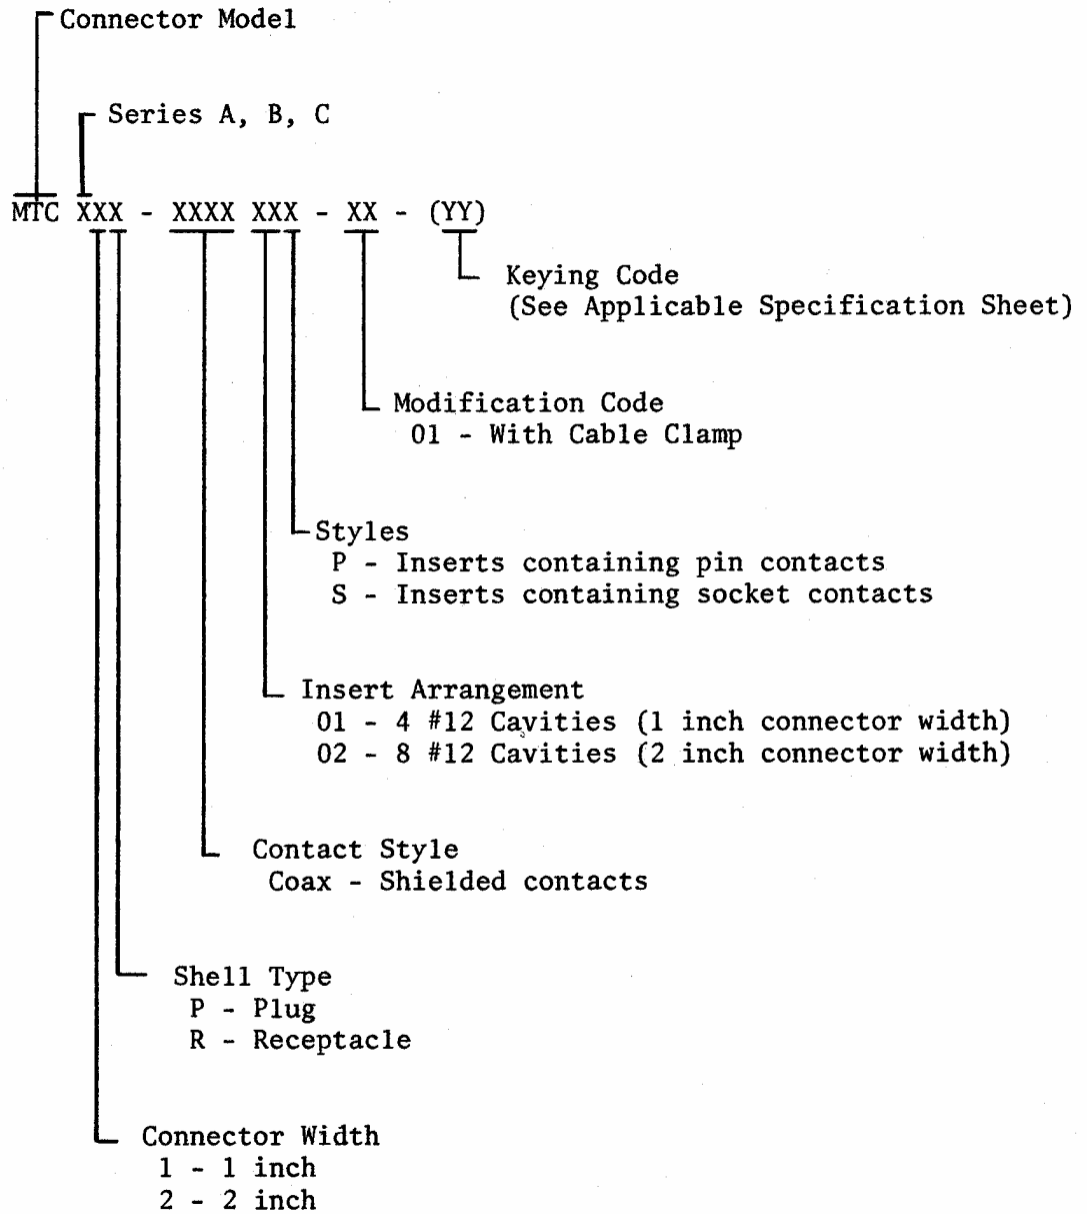 Connector Model
Series A, B, C
MTC XXX - XXXX XXX - XX - (YY)
Keying Code
(See Applicable Specification Sheet)
Modification Code
01 - With Cable Clamp
Styles
P - Inserts containing pin contacts
S - Inserts containing socket contacts
Insert Arrangement
01 - 4 #12 Cavities (1 inch connector width)
02 - 8 #12 Cavities (2 inch connector width)
Contact Style
Coax - Shielded contacts
Shell Type
P - Plug
R - Receptacle
Connector Width
1 - 1 inch
2 - 2 inch